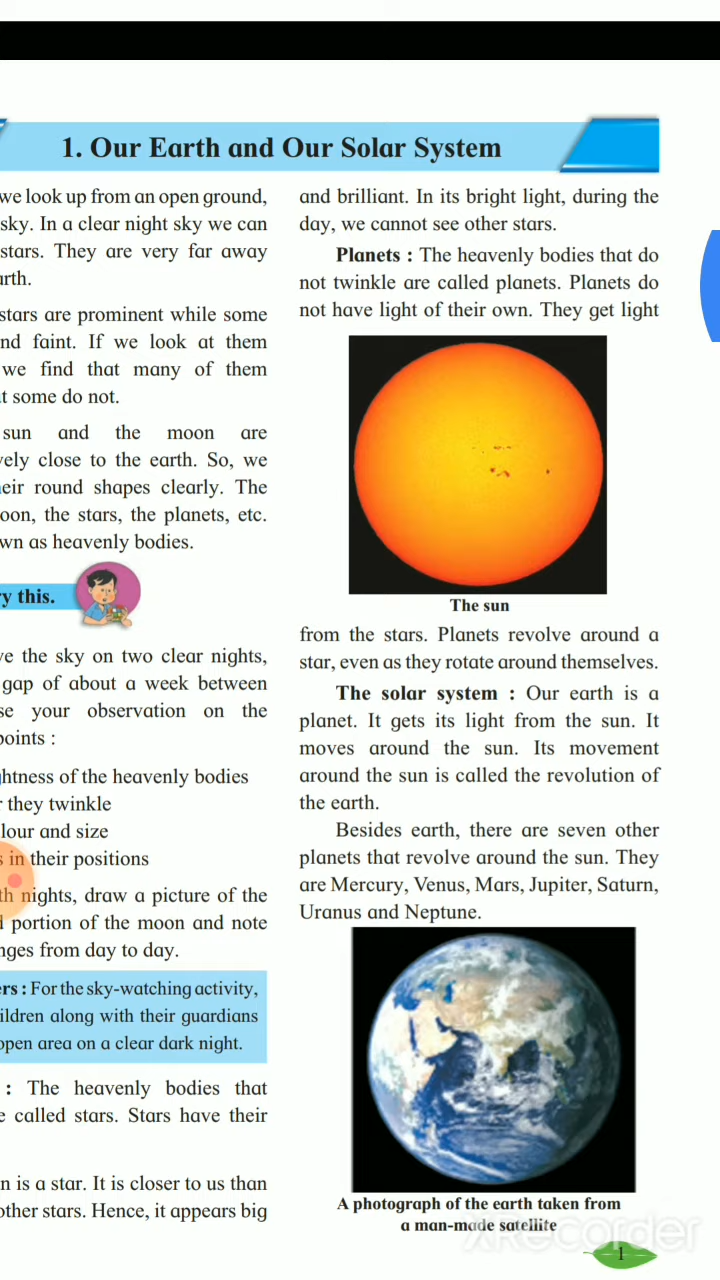 1. Our Earth and Our Solar System
we look up from an open ground,
sky. In a clear night sky we can
stars. They are very far away
arth.
stars are prominent while some
nd faint. If we look at them
we find that many of them
t some do not.
sun and the moon are
vely close to the earth. So, we
eir round shapes clearly. The
oon, the stars, the planets, etc.
wn as heavenly bodies.
y this.
ve the sky on two clear nights,
gap of about a week between
se your observation on the
points :
ghtness of the heavenly bodies
r they twinkle
lour and size
s in their positions
th nights, draw a picture of the
d portion of the moon and note
nges from day to day.
ers : For the sky-watching activity,
ildren along with their guardians
open area on a clear dark night.
: The heavenly bodies that
e called stars. Stars have their
n is a star. It is closer to us than
other stars. Hence, it appears big
and brilliant. In its bright light, during the
day, we cannot see other stars.
Planets : The heavenly bodies that do
not twinkle are called planets. Planets do
not have light of their own. They get light
The sun
from the stars. Planets revolve around a
star, even as they rotate around themselves.
The solar system : Our earth is a
planet. It gets its light from the sun. It
moves around the sun. Its movement
around the sun is called the revolution of
the earth.
Besides earth, there are seven other
planets that revolve around the sun. They
are Mercury, Venus, Mars, Jupiter, Saturn,
Uranus and Neptune.
A photograph of the earth taken from
a man-made satellite
XRecorder
1